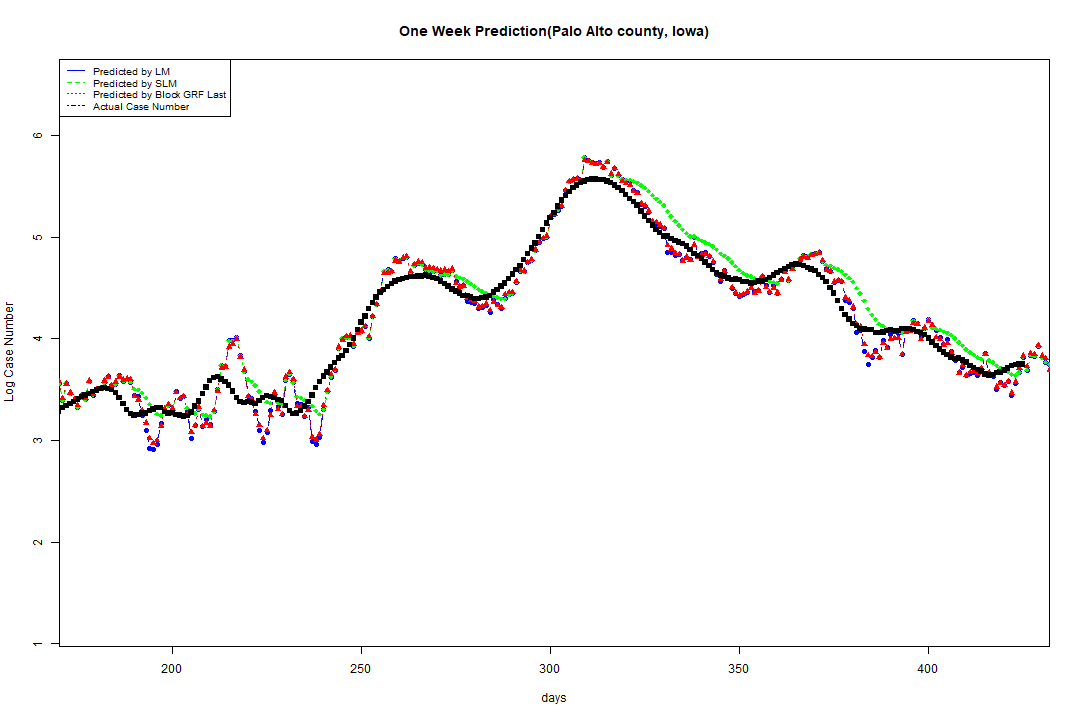 One Week Prediction(Palo Alto county, Iowa)
Predicted by LM
Predicted by SLM
Predicted by Block GRF Last
Actual Case Number
6
5
4
3
2
1
Log Case Number
200 250 300 350 400
days